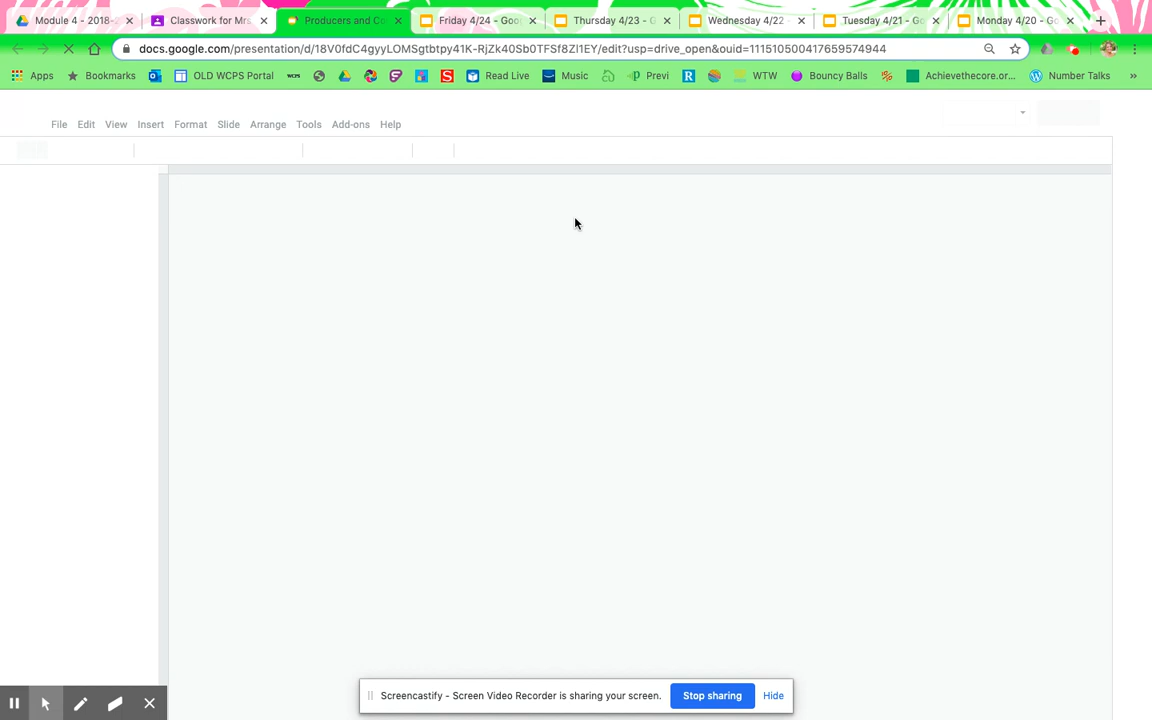 Module 4 - 2018-
Classwork for Mrs
Producers and Co
Friday 4/24 - Goo
Thursday 4/23 - G
Wednesday 4/22 -
Tuesday 4/21 - Go
Monday 4/20 - Go
docs.google.com/presentation/d/18V0fdC4gyyLOMSgtbtpy41K-RjZk40Sb0TFSf8Zl1EY/edit?usp=drive_open&ouid=111510500417659574944
Apps Bookmarks OLD WCPS Portal WCPS Read Live Music Previ WTW Bouncy Balls Achievethecore.or... Number Talks »
File Edit View Insert Format Slide Arrange Tools Add-ons Help
Screencastify - Screen Video Recorder is sharing your screen. Stop sharing Hide